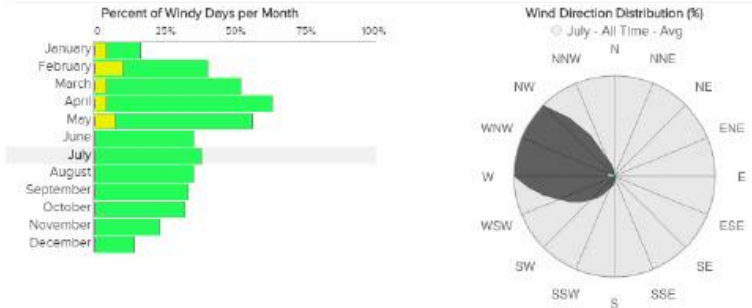 Percent of Windy Days per Month
0 25% 50% 75% 100%
January
February
March
April
May
June
July
August
September
October
November
December
Wind Direction Distribution (%)
July - All Time - Avg
N
NNW NNE
NW NE
WNW ENE
W E
WSW ESE
SW SE
SSW SSE
S